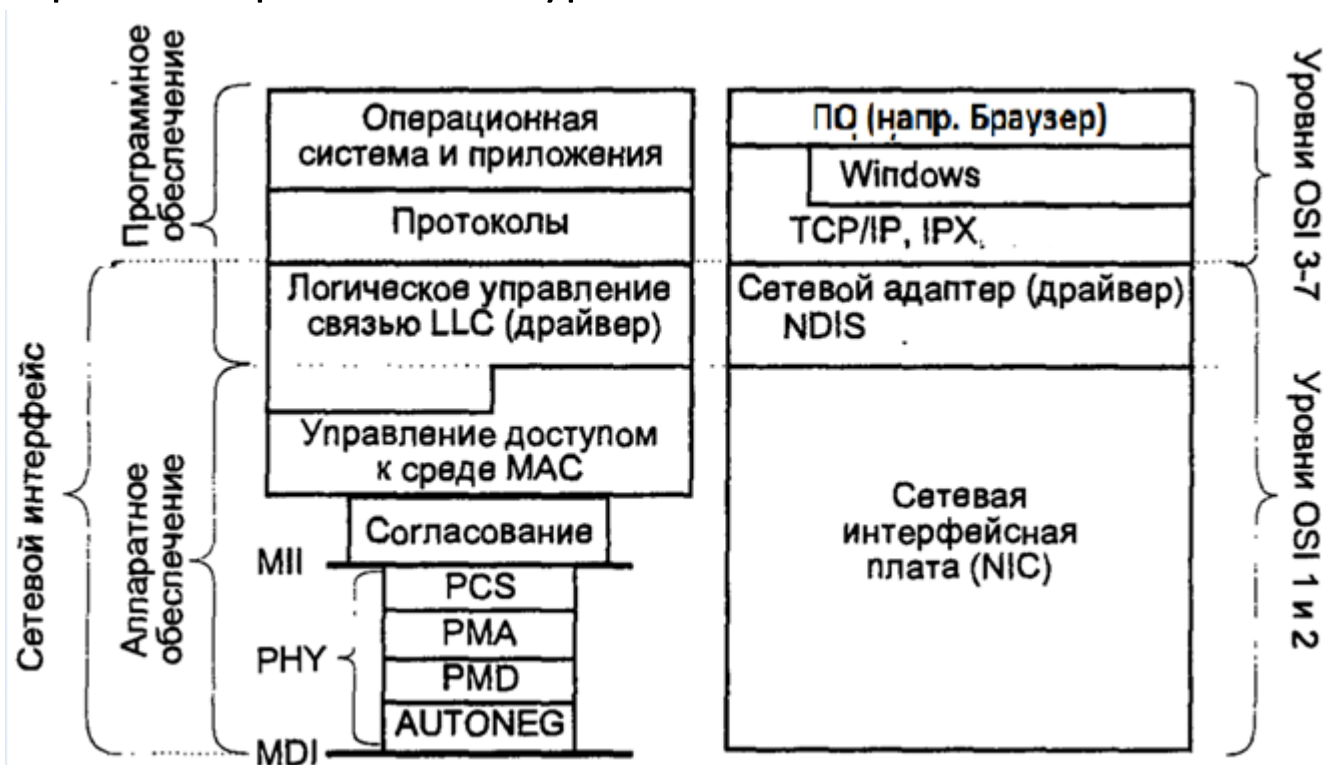 Программное
обеспечение
Операционная
система и приложения
Протоколы
Логическое управление
связью LLC (драйвер)
Управление доступом
к среде MAC
Согласование
MII
PCS
PMA
PMD
AUTONEG
PHY
MDI
Сетевой интерфейс
Аппаратное
обеспечение
ПО (напр. Браузер)
Windows
TCP/IP, IPX
Сетевой адаптер (драйвер)
NDIS
Сетевая
интерфейсная
плата (NIC)
Уровни OSI 3-7
Уровни OSI 1 и 2